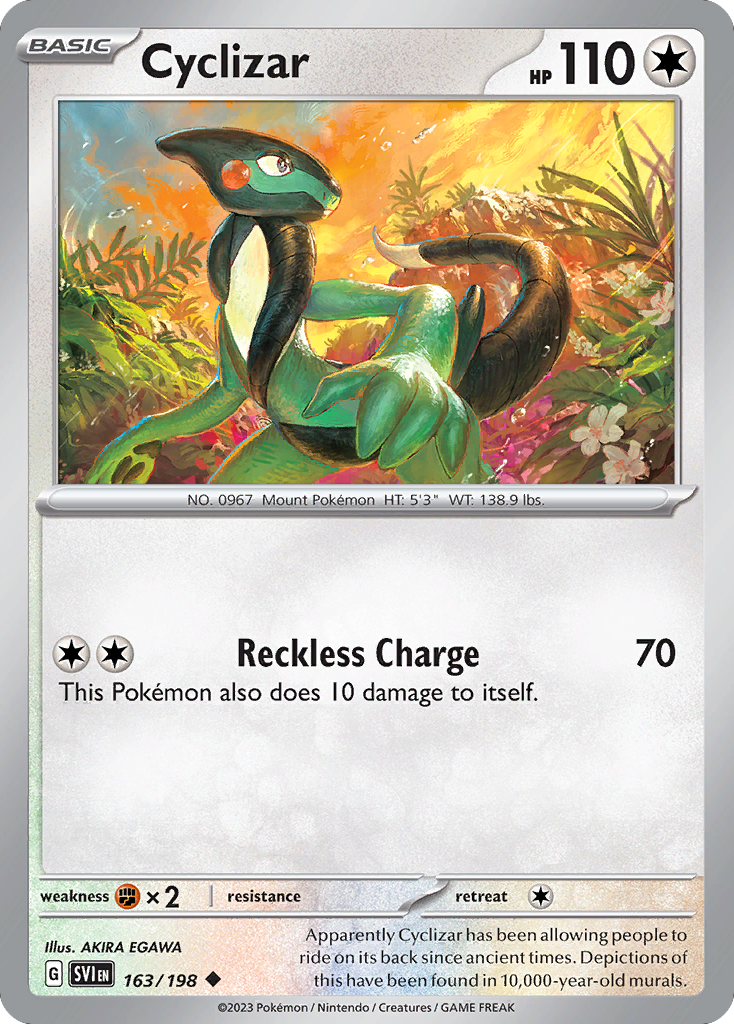 BASIC
Cyclizar
HP 110
NO. 0967 Mount Pokémon HT: 5'3" WT: 138.9 lbs.
Reckless Charge 70
This Pokémon also does 10 damage to itself.
weakness ×2 resistance retreat
Illus. AKIRA EGAWA
G SVI EN 163/198
Apparently Cyclizar has been allowing people to
ride on its back since ancient times. Depictions of
this have been found in 10,000-year-old murals.
©2023 Pokémon / Nintendo / Creatures / GAME FREAK